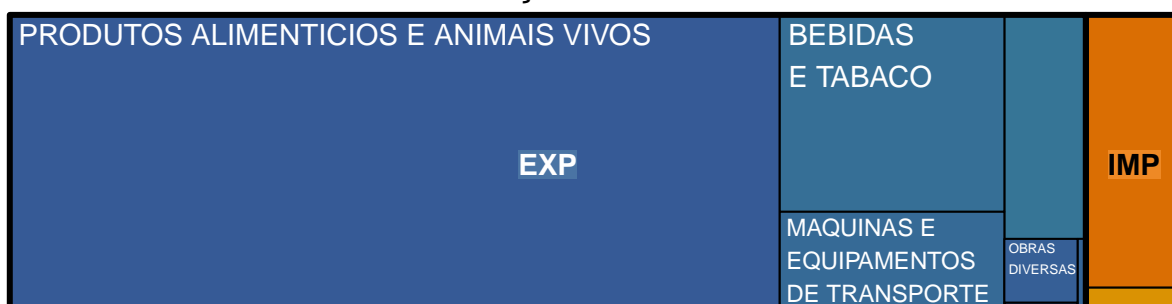 PRODUTOS ALIMENTICIOS E ANIMAIS VIVOS
EXP
BEBIDAS
E TABACO
MAQUINAS E
EQUIPAMENTOS
DE TRANSPORTE
OBRAS
DIVERSAS
IMP